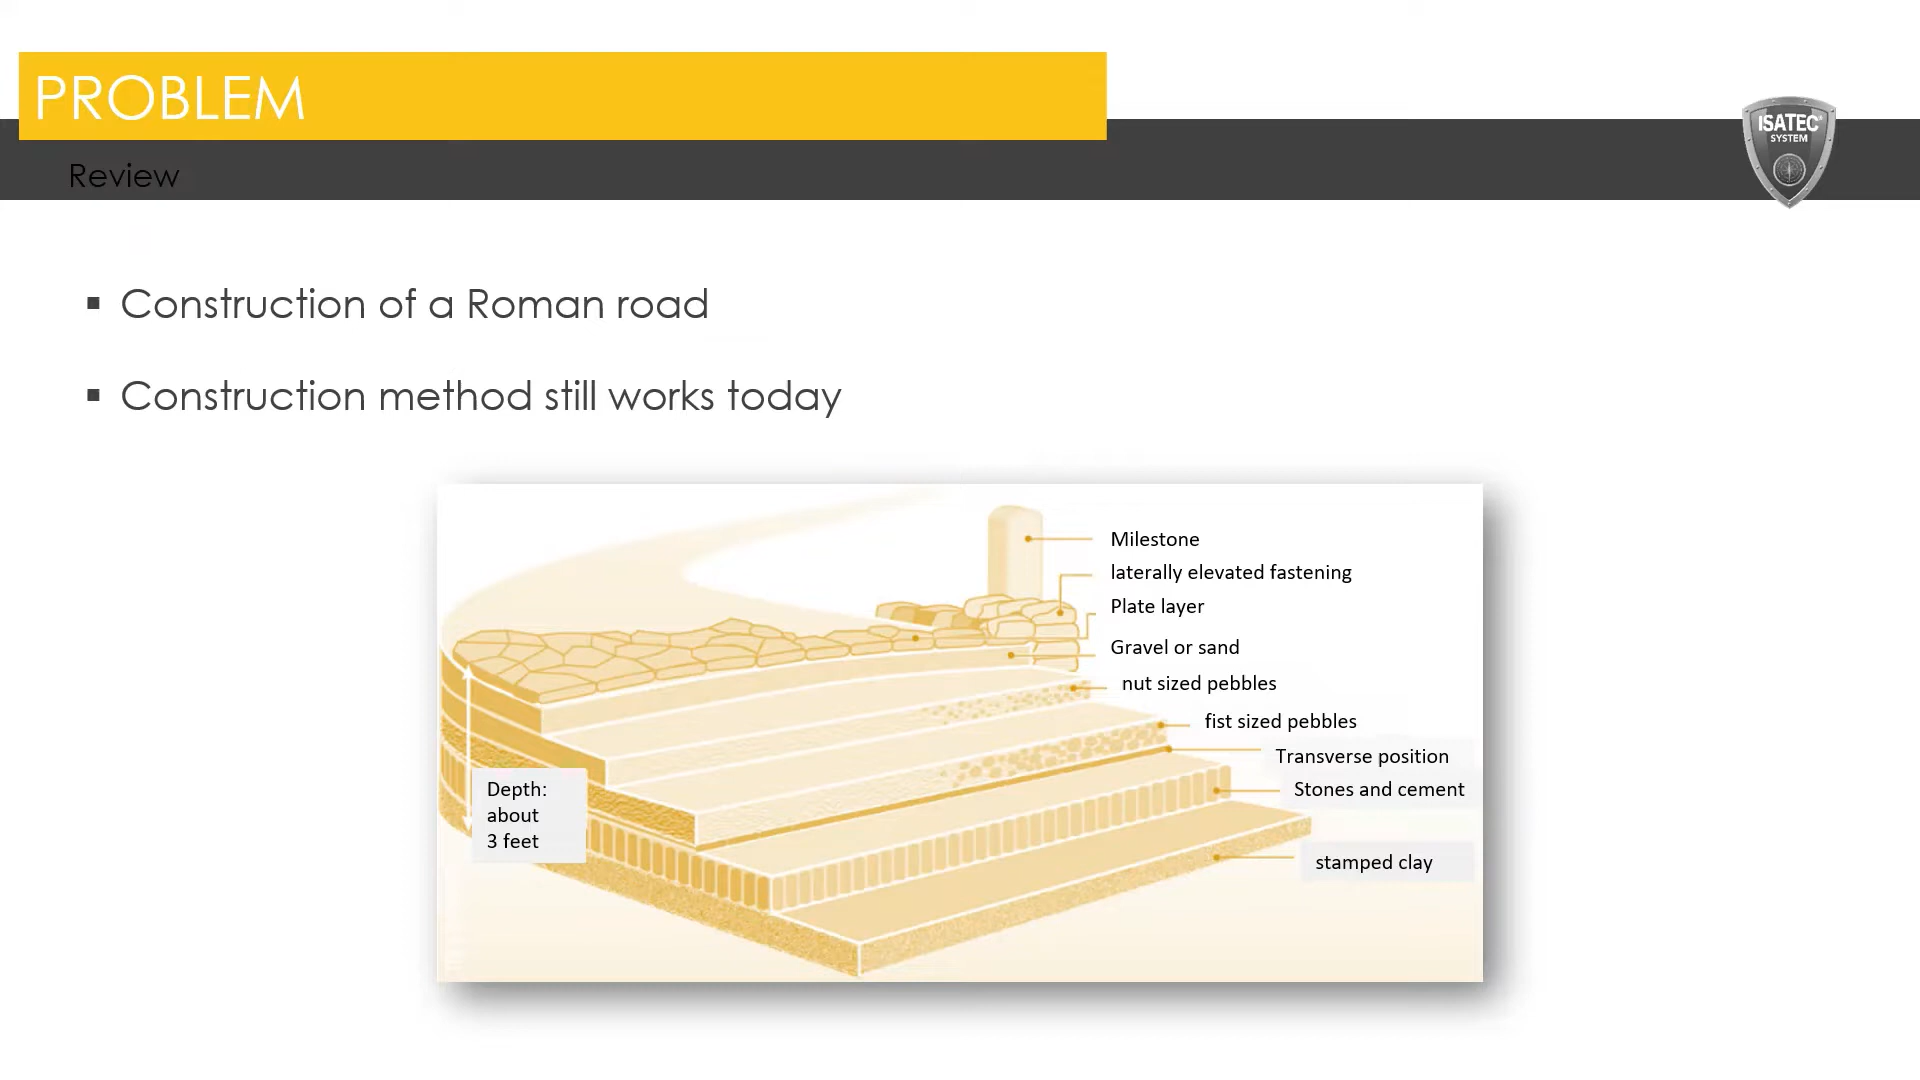 PROBLEM
ISATEC®
SYSTEM
Review
▪ Construction of a Roman road
▪ Construction method still works today
Milestone
laterally elevated fastening
Plate layer
Gravel or sand
nut sized pebbles
fist sized pebbles
Transverse position
Stones and cement
Depth:
about
3 feet
stamped clay